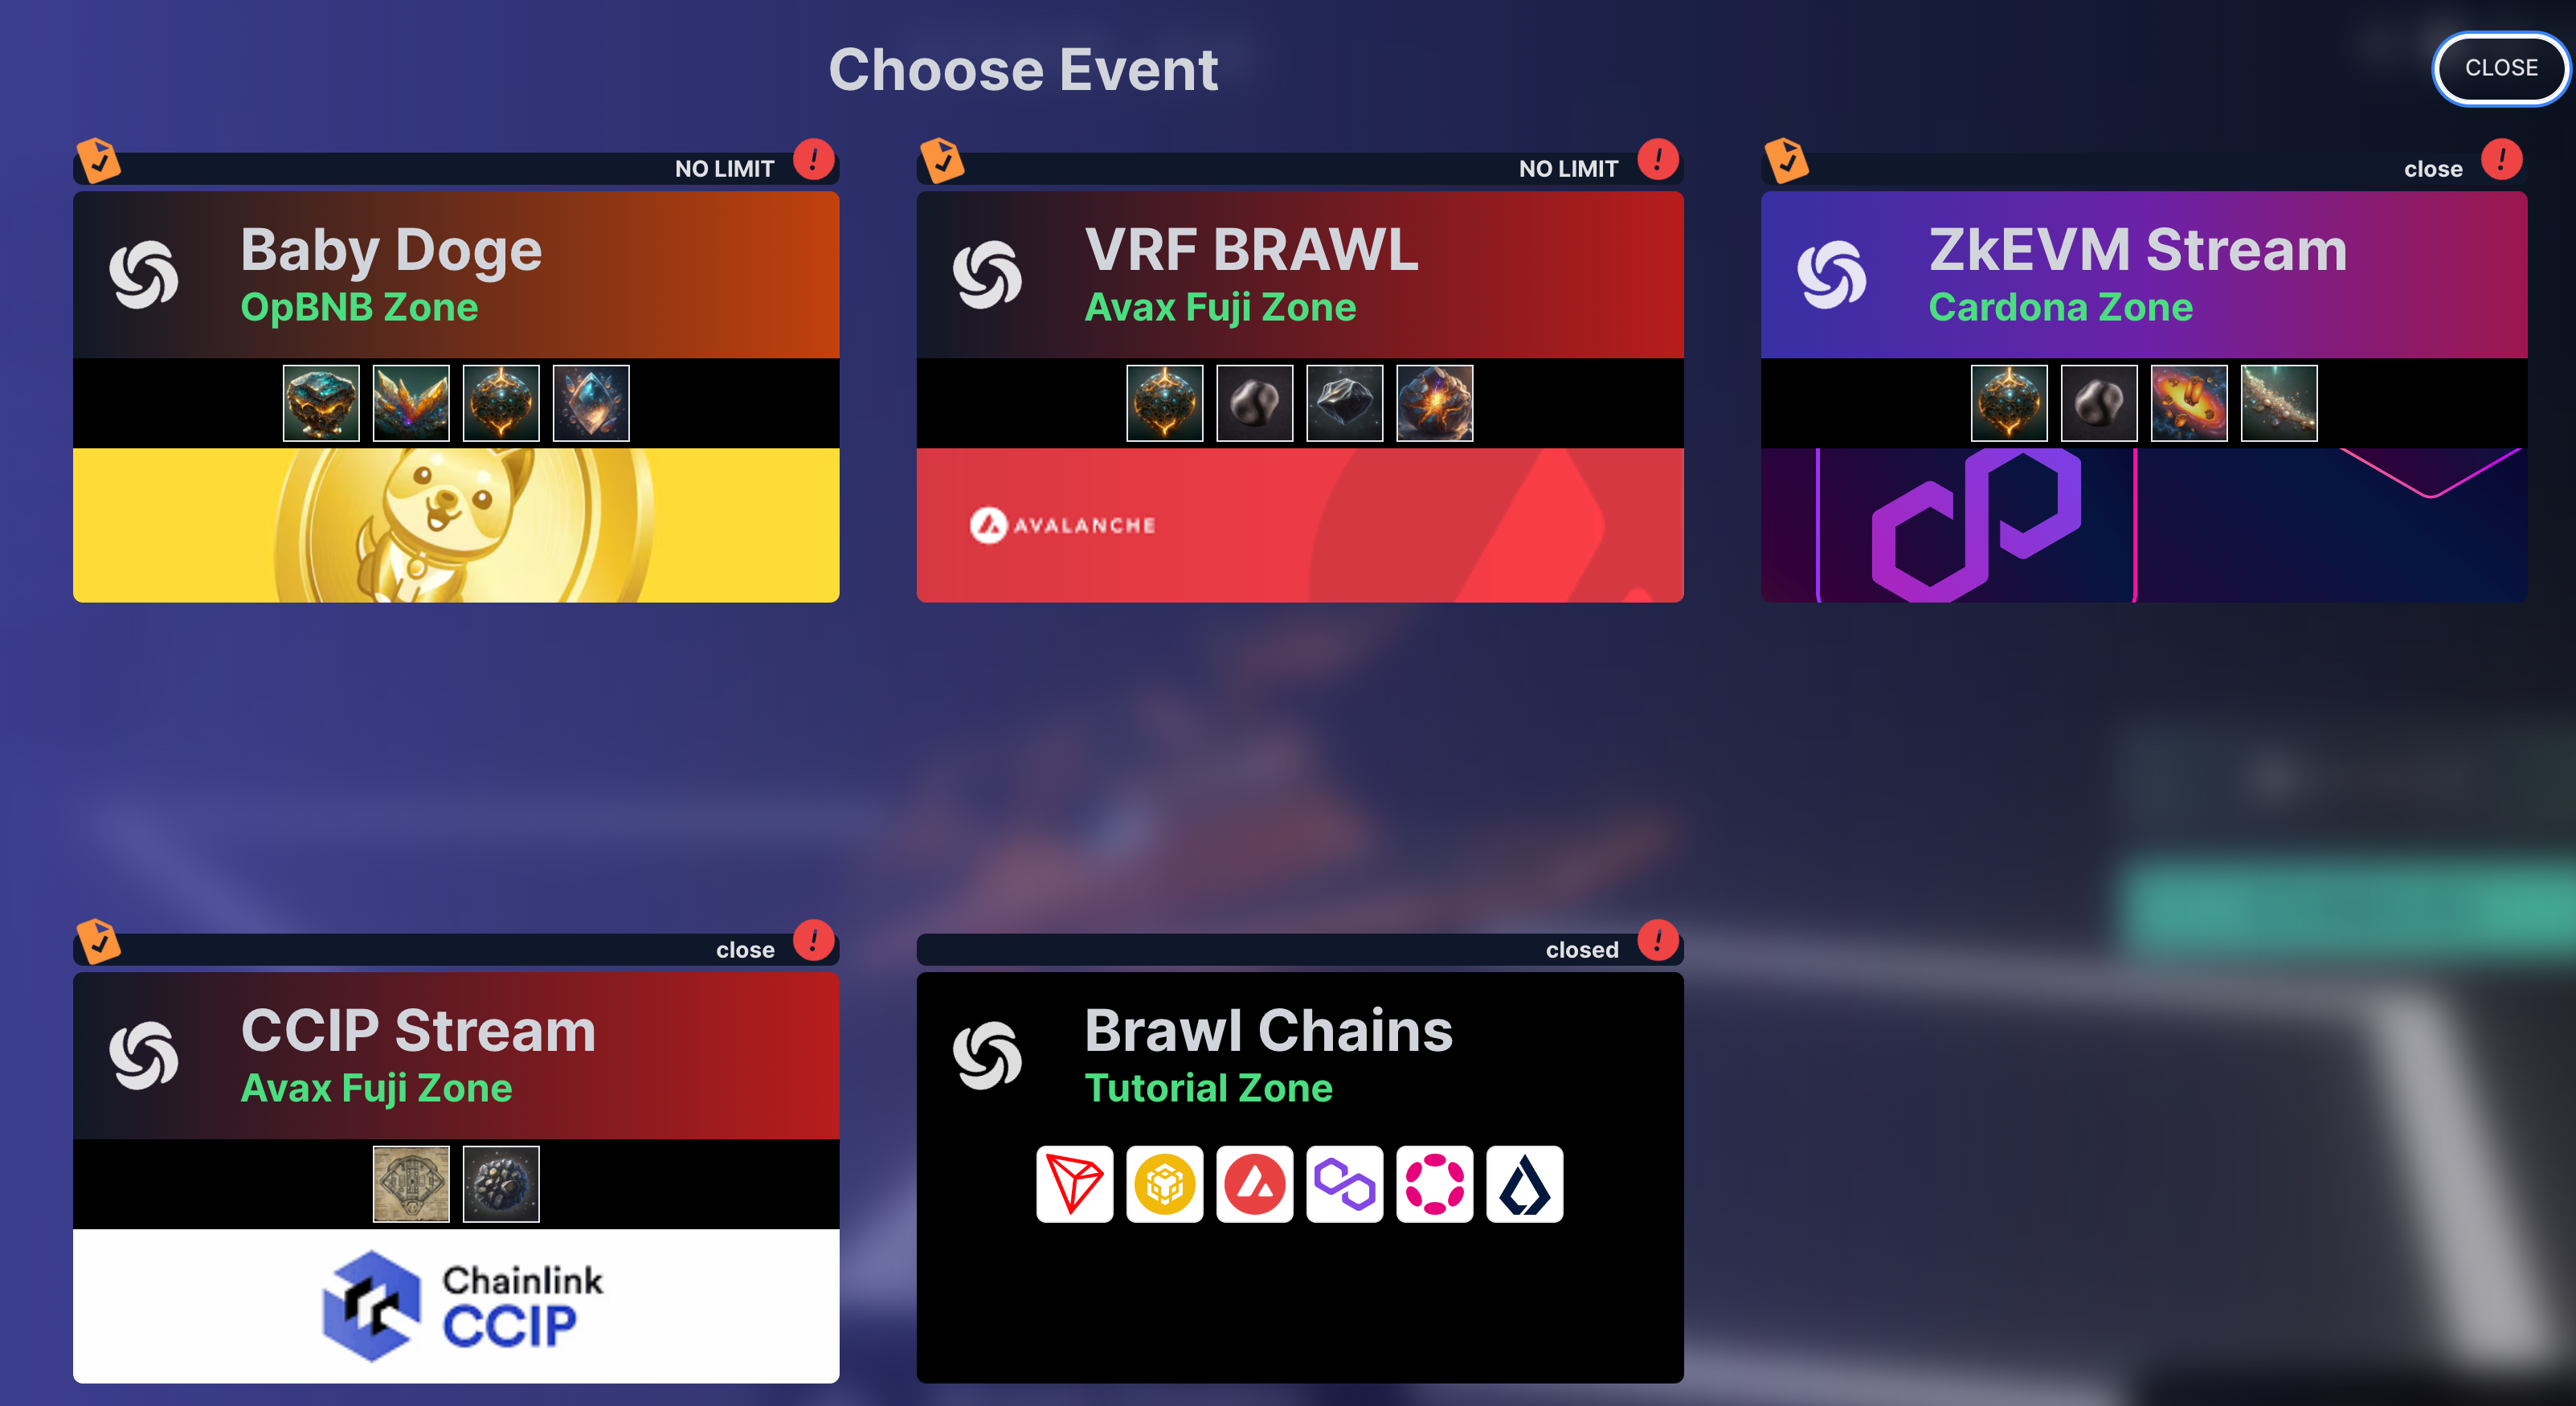 Choose Event
CLOSE
NO LIMIT
Baby Doge
OpBNB Zone
NO LIMIT
VRF BRAWL
Avax Fuji Zone
AVALANCHE
close
ZkEVM Stream
Cardona Zone
close
CCIP Stream
Avax Fuji Zone
Chainlink
CCIP
closed
Brawl Chains
Tutorial Zone